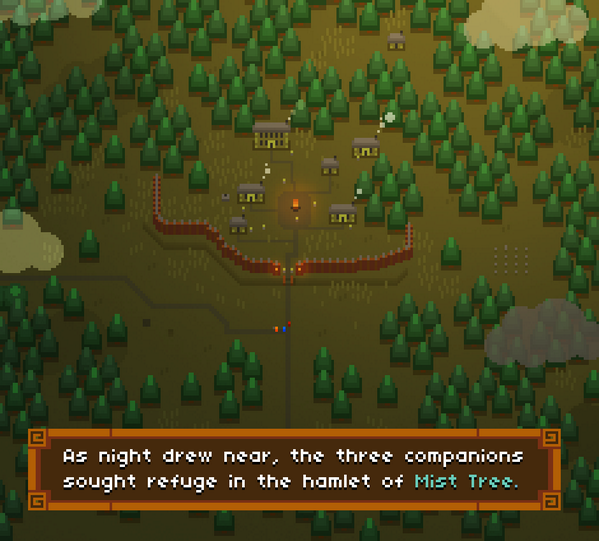 As night drew near, the three companions
sought refuge in the hamlet of Mist Tree.